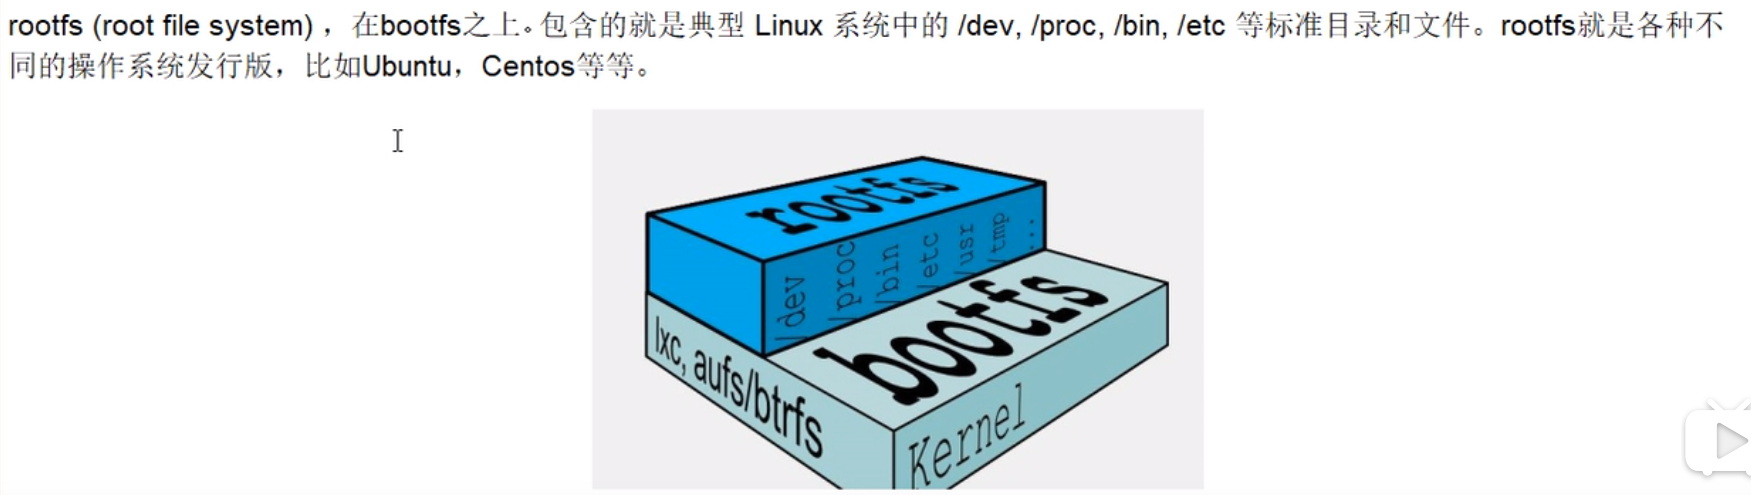 rootfs (root file system) ，在bootfs之上。包含的就是典型 Linux 系统中的 /dev, /proc, /bin, /etc 等标准目录和文件。rootfs就是各种不
同的操作系统发行版，比如Ubuntu，Centos等等。
rootfs
/dev
/proc
/bin
/etc
/usr
/tmp
...
bootfs
lxc, aufs/btrfs
Kernel